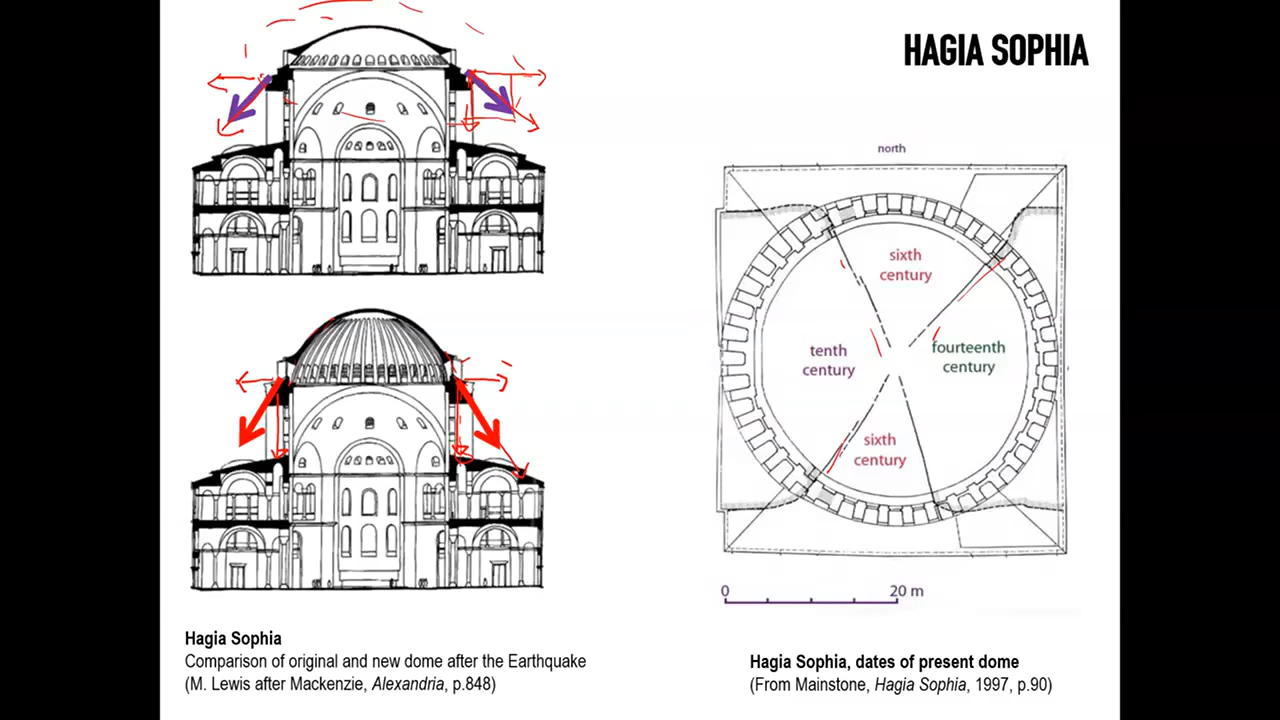 HAGIA SOPHIA
north
sixth
century
tenth
century
fourteenth
century
sixth
century
0 20 m
Hagia Sophia
Comparison of original and new dome after the Earthquake
(M. Lewis after Mackenzie, Alexandria, p.848)
Hagia Sophia, dates of present dome
(From Mainstone, Hagia Sophia, 1997, p.90)